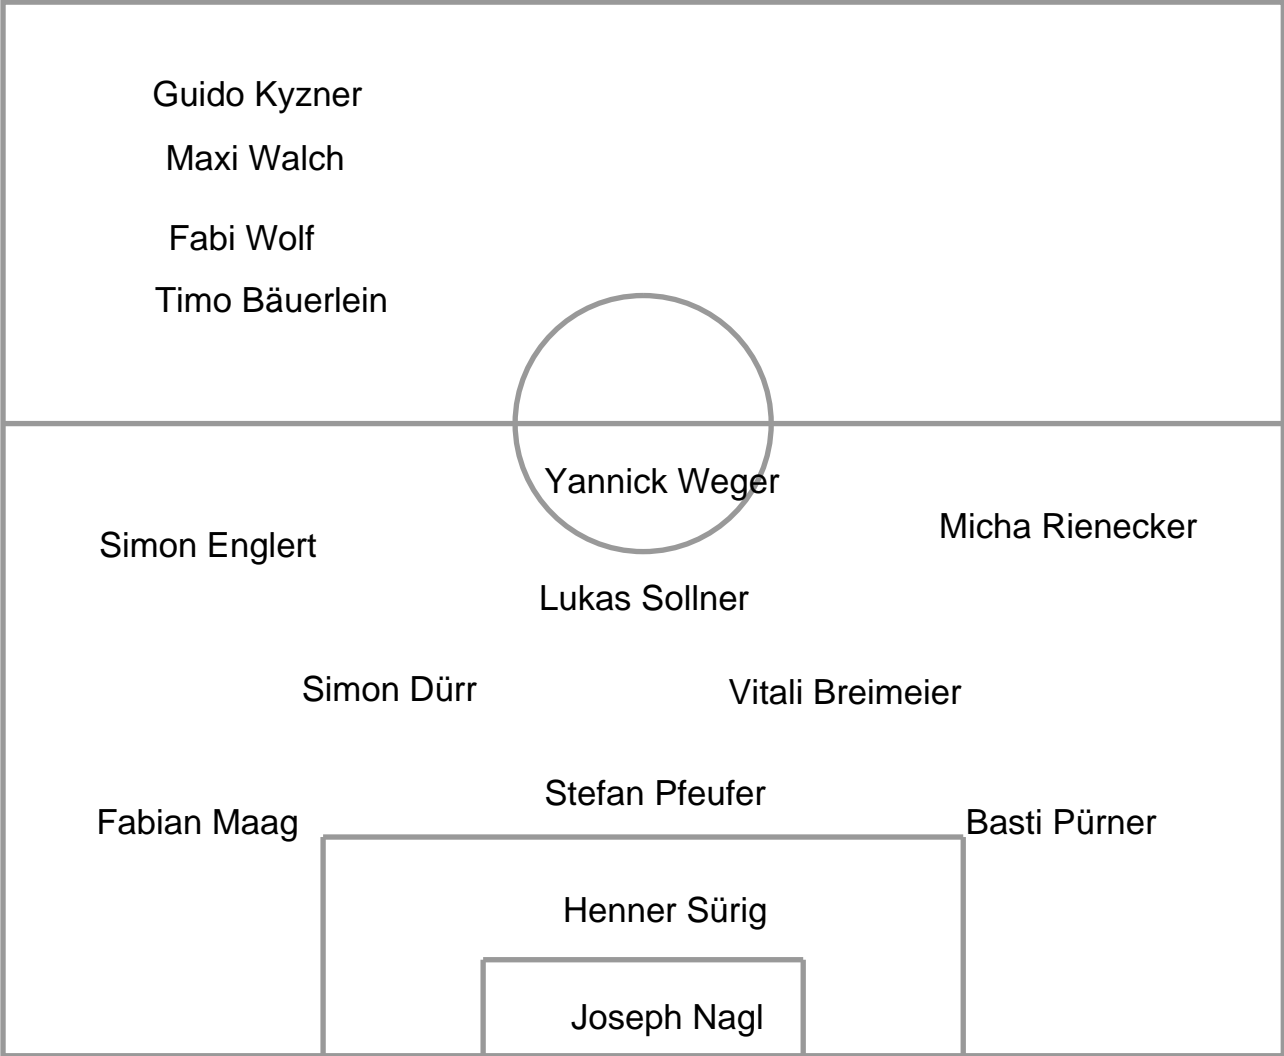 Guido Kyzner
Maxi Walch
Fabi Wolf
Timo Bäuerlein
Yannick Weger
Micha Rienecker
Simon Englert
Lukas Sollner
Simon Dürr
Vitali Breimeier
Stefan Pfeufer
Fabian Maag
Basti Pürner
Henner Sürig
Joseph Nagl